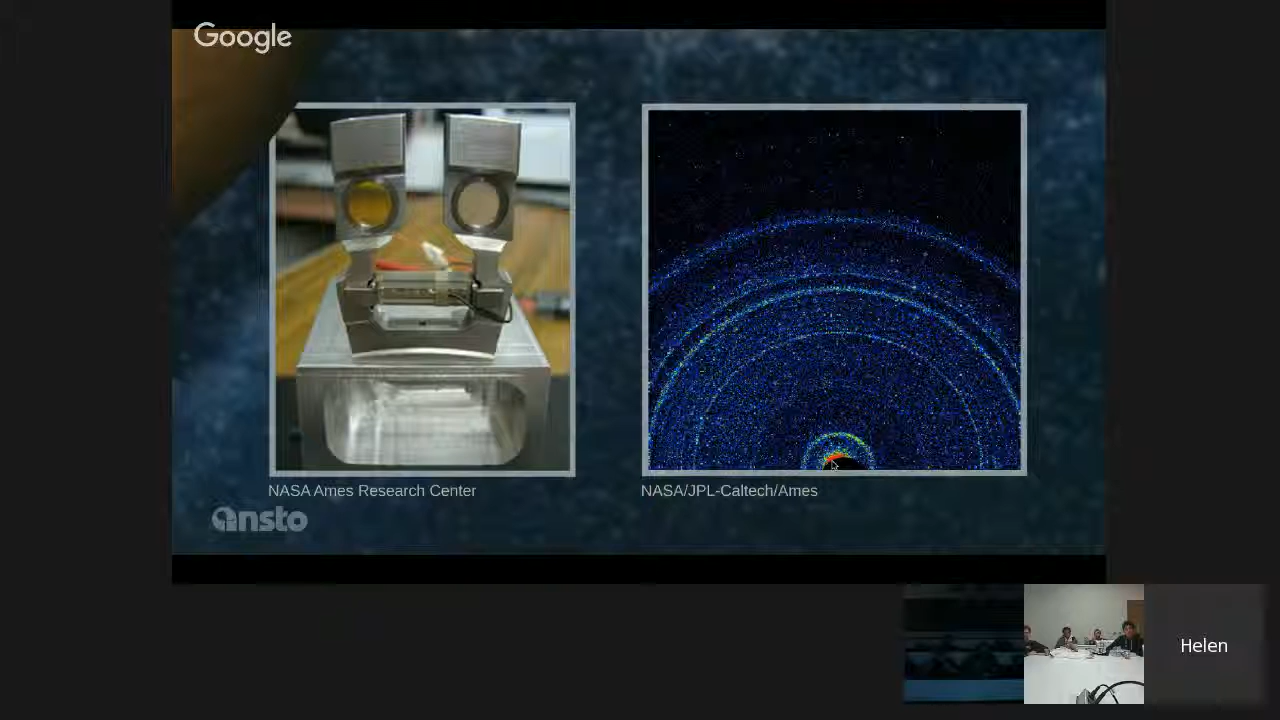 Google
NASA Ames Research Center
NASA/JPL-Caltech/Ames
ansto
Helen